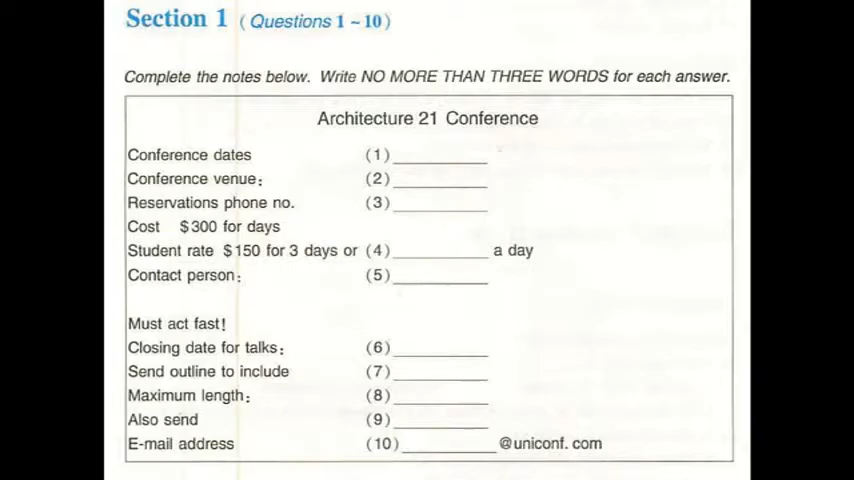 Section 1 ( Questions 1 ~ 10 )
Complete the notes below. Write NO MORE THAN THREE WORDS for each answer.
Architecture 21 Conference
Conference dates (1)________
Conference venue: (2)________
Reservations phone no. (3)________
Cost $300 for days
Student rate $150 for 3 days or (4)________ a day
Contact person: (5)________
Must act fast!
Closing date for talks: (6)________
Send outline to include (7)________
Maximum length: (8)________
Also send (9)________
E-mail address (10)________ @uniconf. com